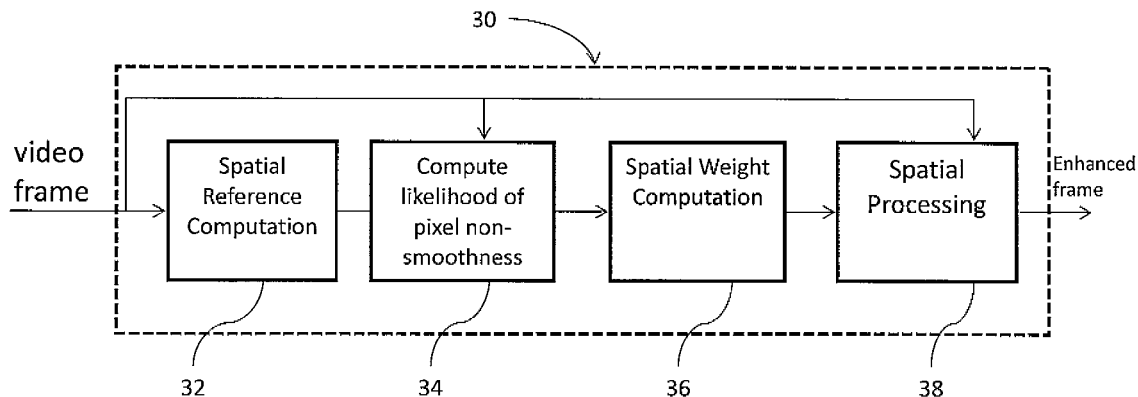 30
video
frame
Spatial
Reference
Computation
Compute
likelihood of
pixel non-
smoothness
Spatial Weight
Computation
Spatial
Processing
Enhanced
frame
32
34
36
38